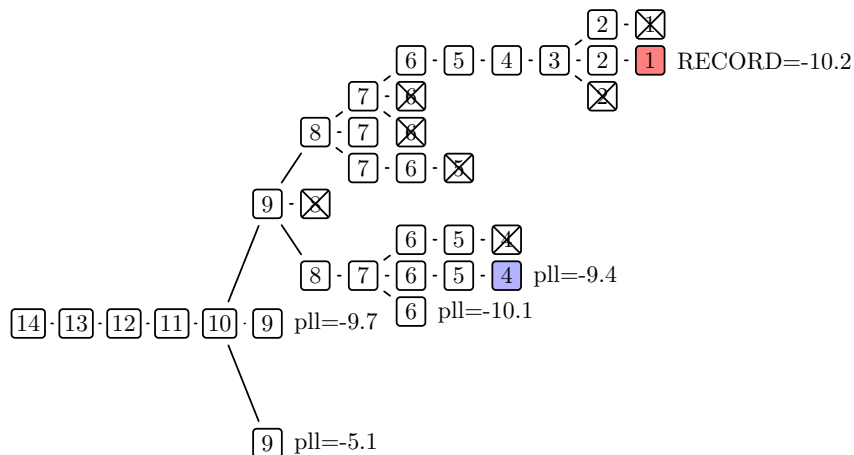 2 1
6 5 4 3 2 1 RECORD=-10.2
7 6 2
8 7 6
7 6 5
9 8
6 5 4
8 7 6 5 4 pll=-9.4
6 pll=-10.1
14 13 12 11 10 9 pll=-9.7
9 pll=-5.1